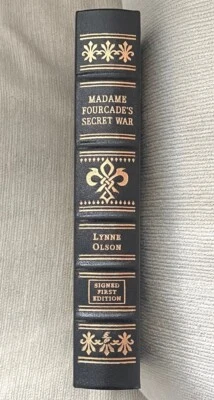 MADAME
FOURCADE'S
SECRET WAR
LYNNE
OLSON
SIGNED
FIRST
EDITION